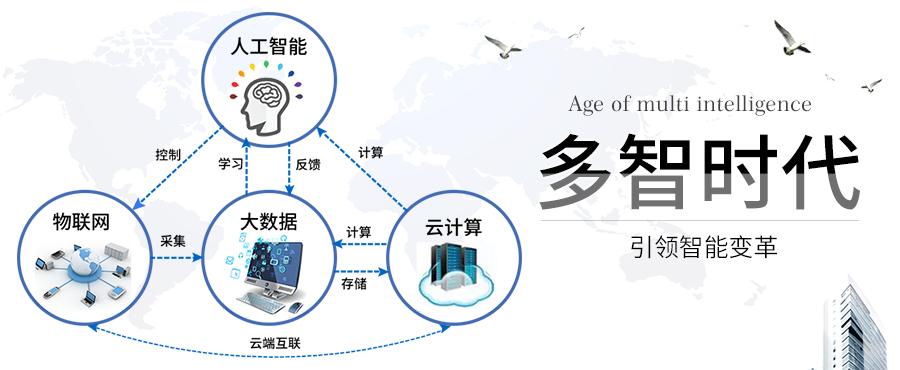 人工智能
Age of multi intelligence
多智时代
引领智能变革
控制
学习
反馈
计算
物联网
大数据
云计算
采集
计算
存储
云端互联